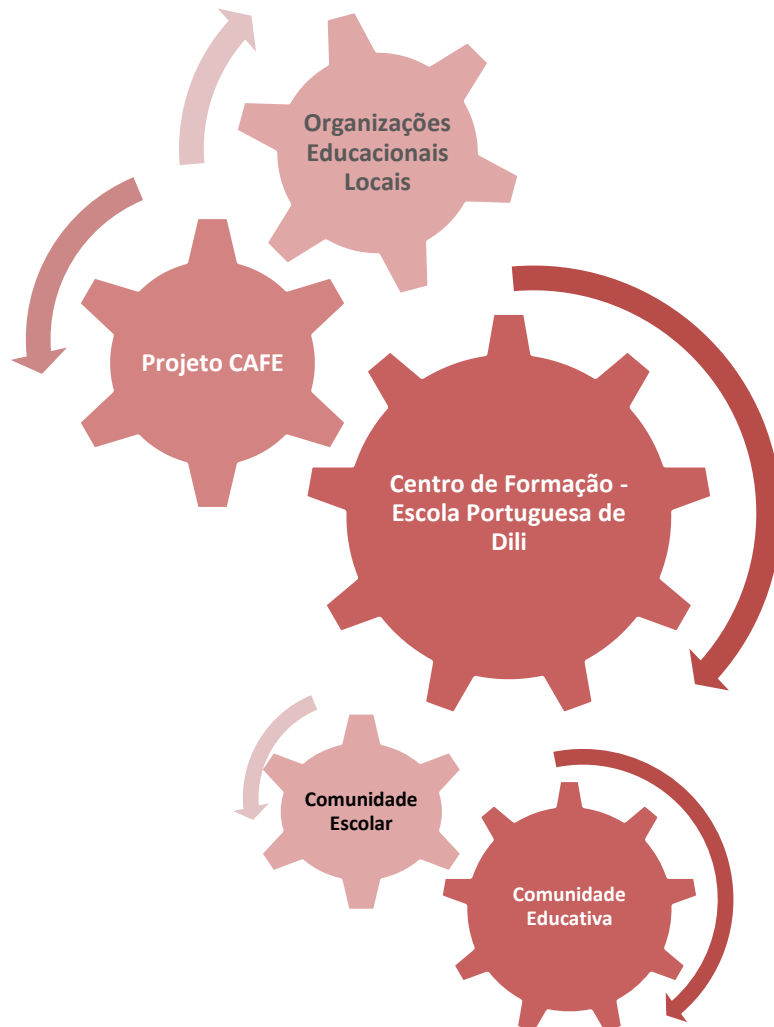 Organizações
Educacionais
Locais
Projeto CAFE
Centro de Formação -
Escola Portuguesa de
Dili
Comunidade
Escolar
Comunidade
Educativa